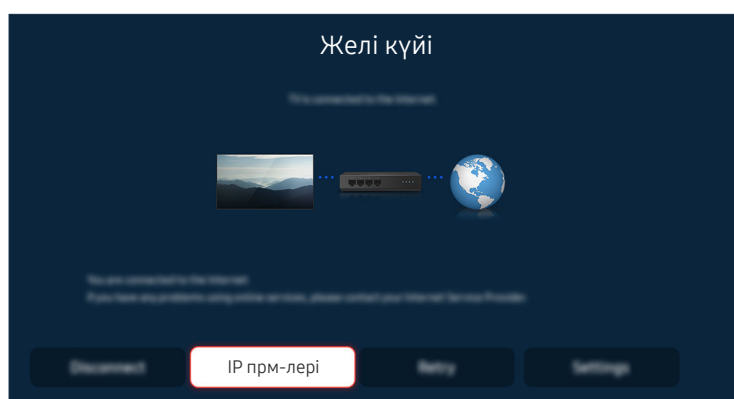 Желі күйі
TV is connected to the Internet.
You are connected to the Internet
If you have any problems using online services, please contact your Internet Service Provider.
Disconnect
IP прм-лері
Retry
Settings